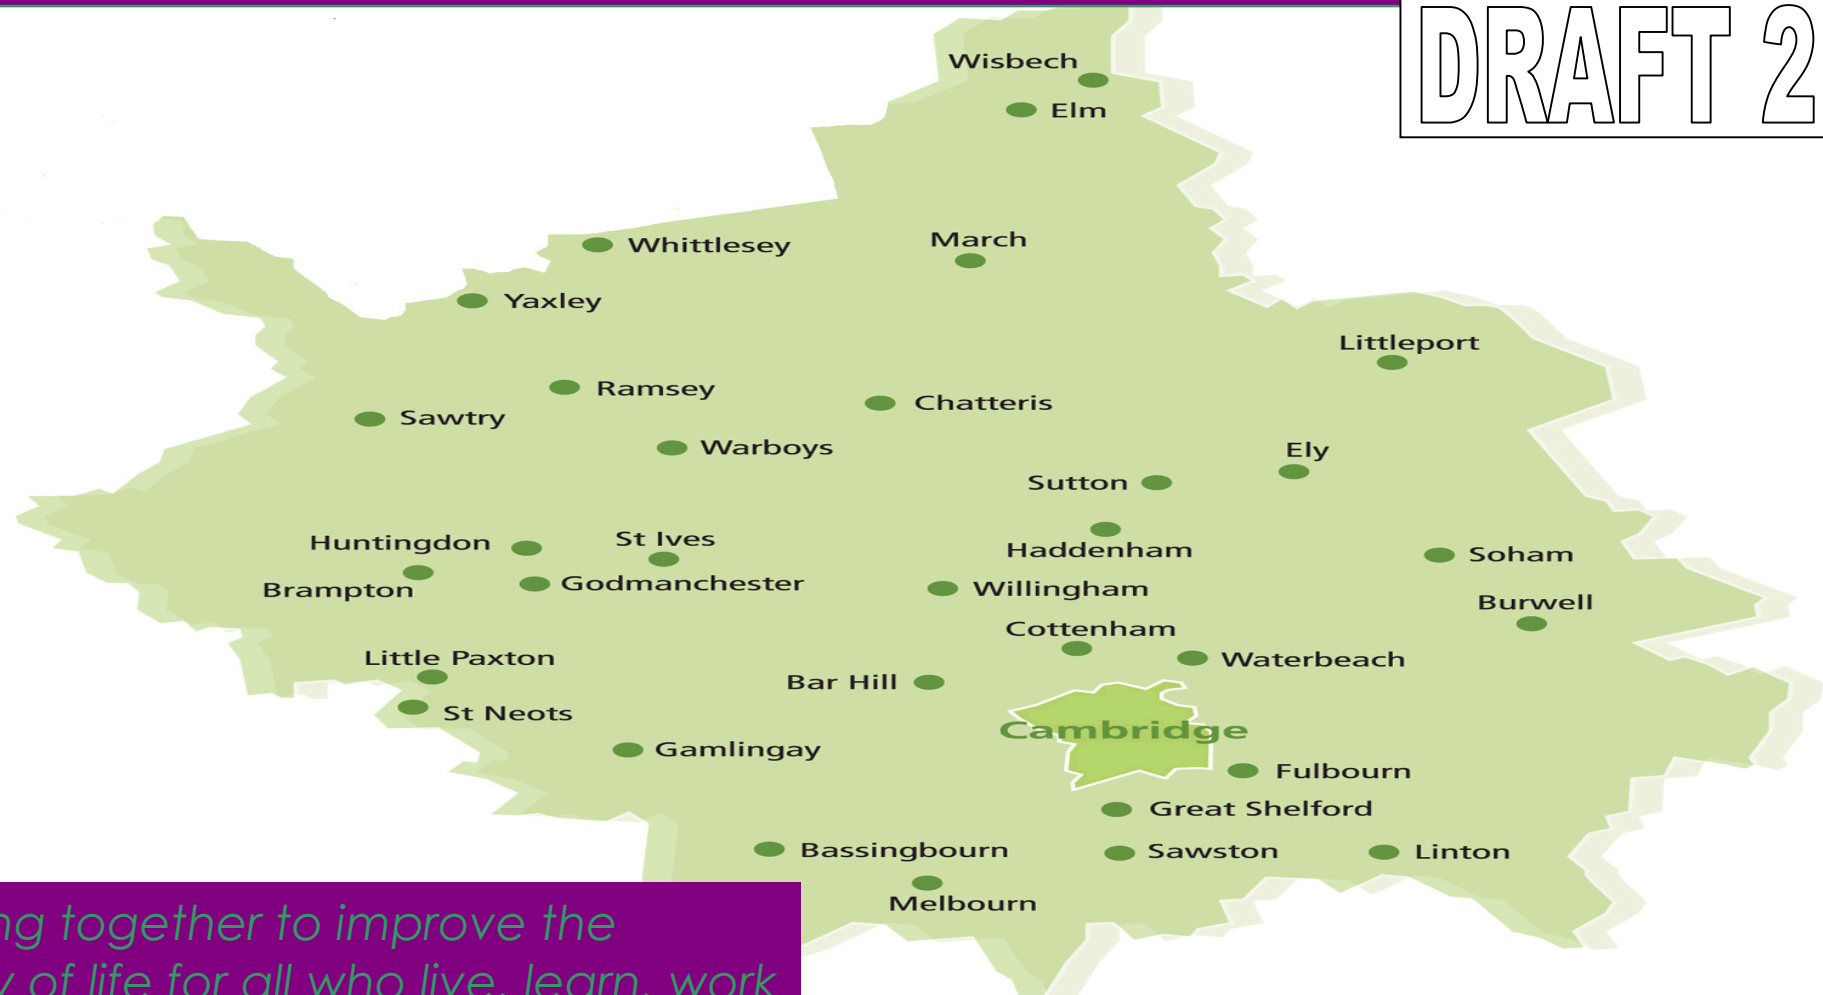 DRAFT 2
Wisbech
Elm
March
Whittlesey
Yaxley
Littleport
Ramsey
Chatteris
Sawtry
Warboys
Ely
Sutton
Huntingdon
St Ives
Haddenham
Soham
Brampton
Godmanchester
Willingham
Burwell
Cottenham
Little Paxton
Waterbeach
Bar Hill
St Neots
Cambridge
Gamlingay
Fulbourn
Great Shelford
Bassingbourn
Sawston
Linton
Melbourn
together to improve the
of life for all who live, learn, work